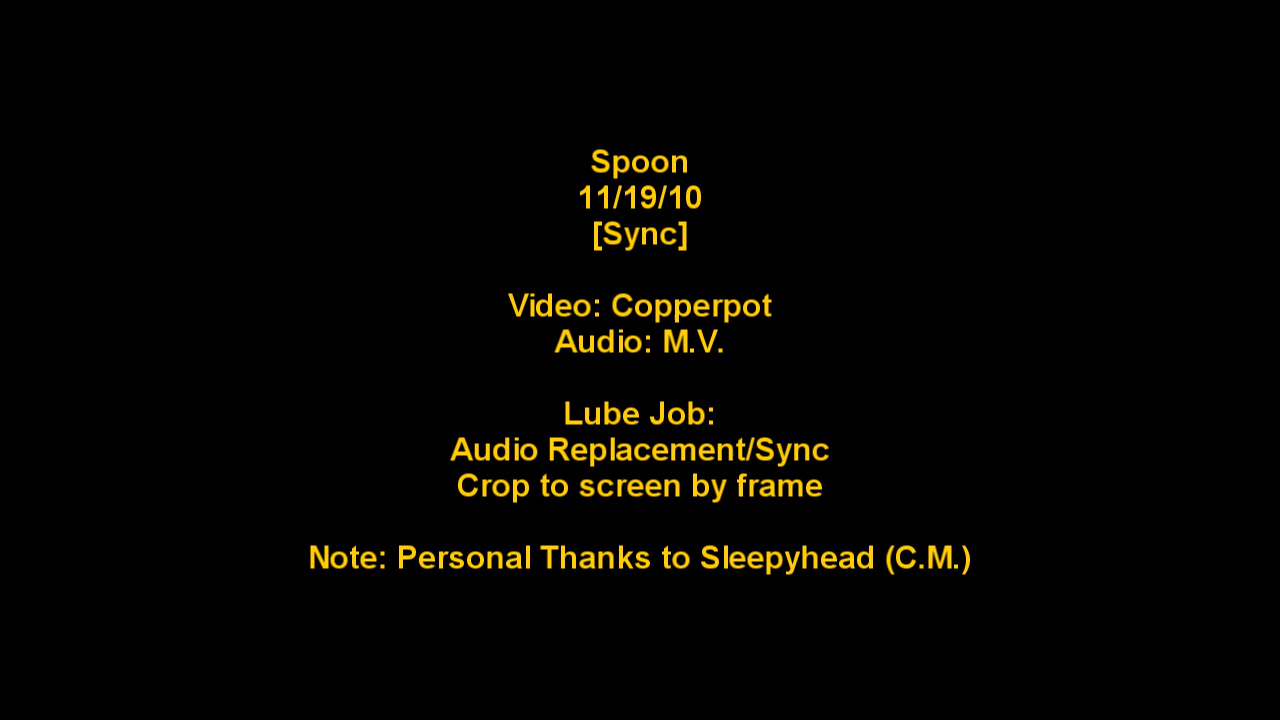 Spoon
11/19/10
[Sync]
Video: Copperpot
Audio: M.V.
Lube Job:
Audio Replacement/Sync
Crop to screen by frame
Note: Personal Thanks to Sleepyhead (C.M.)